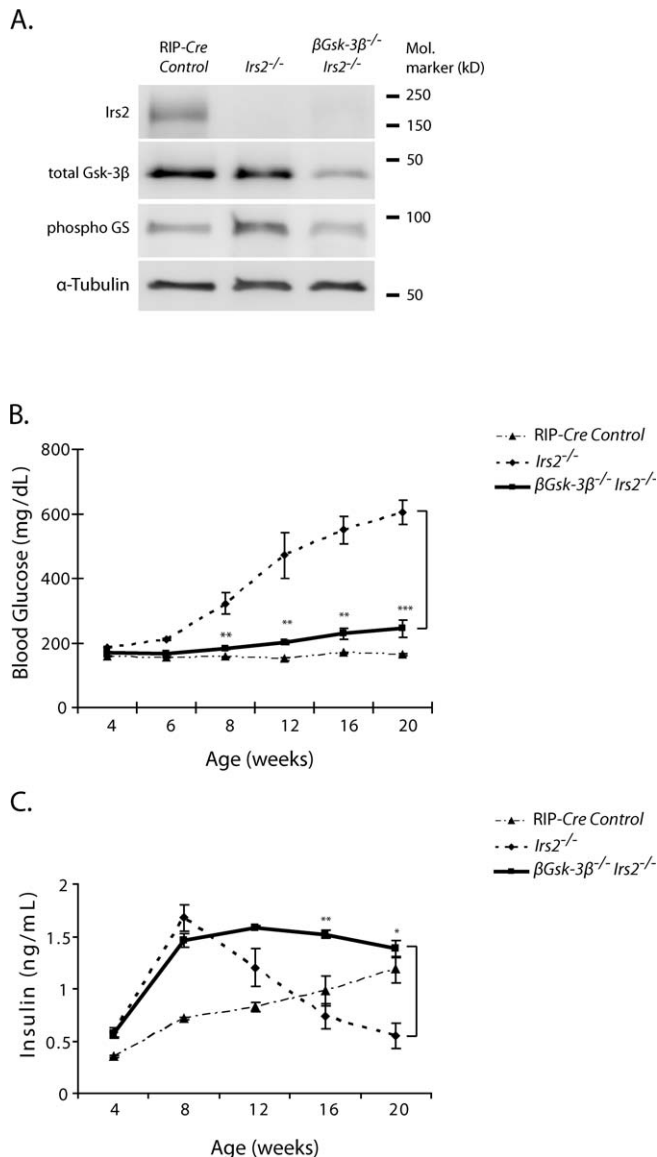 A.
RIP-Cre Control
Irs2-/-
βGsk-3β-/- Irs2-/-
Mol. marker (kD)
Irs2
250
150
total Gsk-3β
50
phospho GS
100
α-Tubulin
50
B.
RIP-Cre Control
Irs2-/-
βGsk-3β-/- Irs2-/-
Blood Glucose (mg/dL)
800
600
400
200
0
**
**
**
***
4 6 8 12 16 20
Age (weeks)
C.
RIP-Cre Control
Irs2-/-
βGsk-3β-/- Irs2-/-
Insulin (ng/mL)
2
1.5
1
0.5
0
**
*
4 8 12 16 20
Age (weeks)